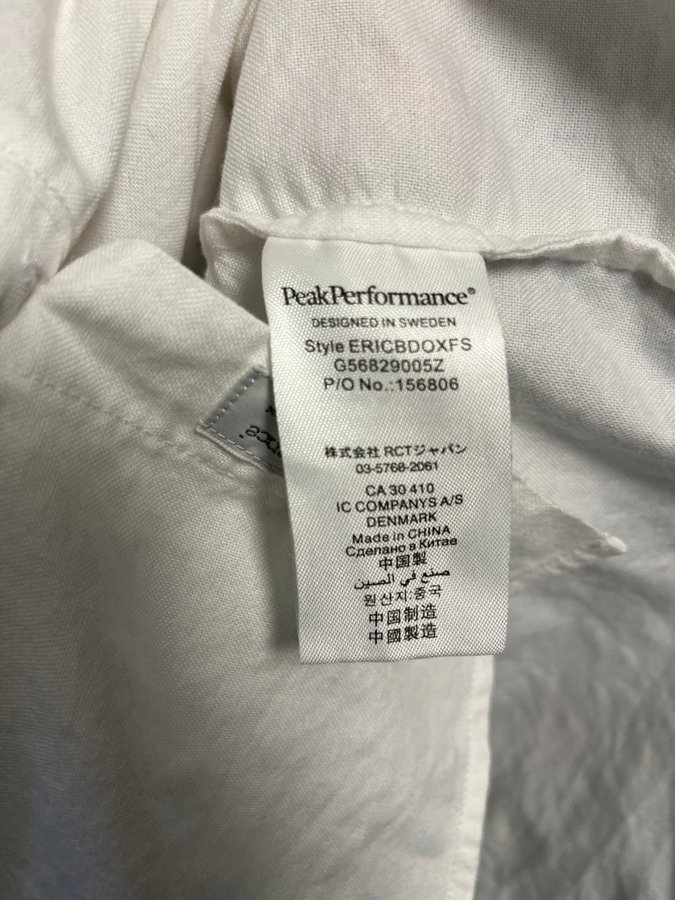 PeakPerformance®
DESIGNED IN SWEDEN
Style ERICBDOXFS
G56829005Z
P/O No.:156806
株式会社 RCTジャパン
03-5768-2061
CA 30 410
IC COMPANYS A/S
DENMARK
Made in CHINA
Сделано в Китае
中国製
صنع في الصين
원산지:중국
中国制造
中國製造